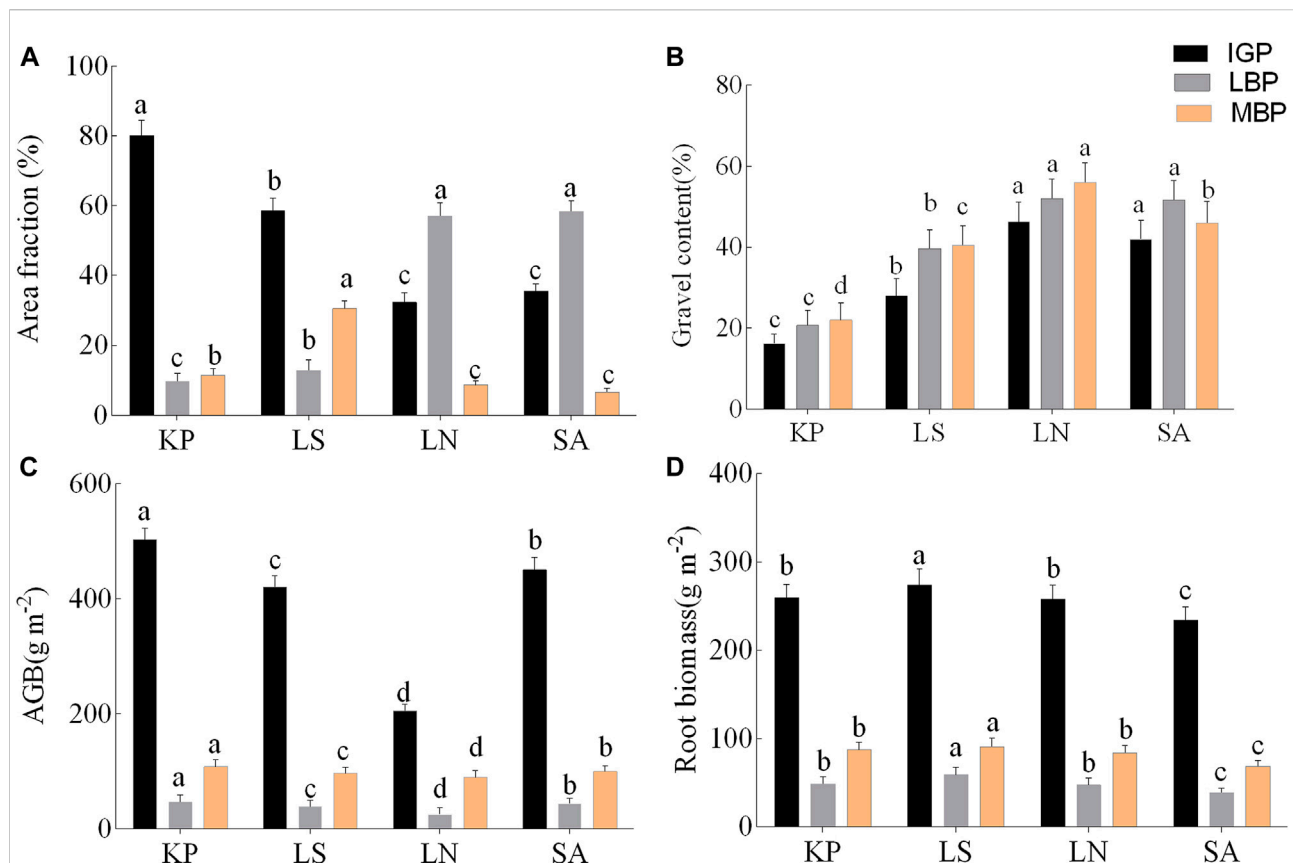 A
Area fraction (%)
100
80
60
40
20
0
a
c
b
b
b
a
c
a
c
c
a
c
KP LS LN SA
B
IGP
LBP
MBP
Gravel content(%)
80
60
40
20
0
c
c
d
b
b
c
a
a
a
a
a
b
KP LS LN SA
C
AGB(g m⁻²)
600
400
200
0
a
a
a
c
c
c
d
d
d
b
b
b
KP LS LN SA
D
Root biomass(g m⁻²)
400
300
200
100
0
b
b
b
a
a
a
b
b
b
c
c
c
KP LS LN SA